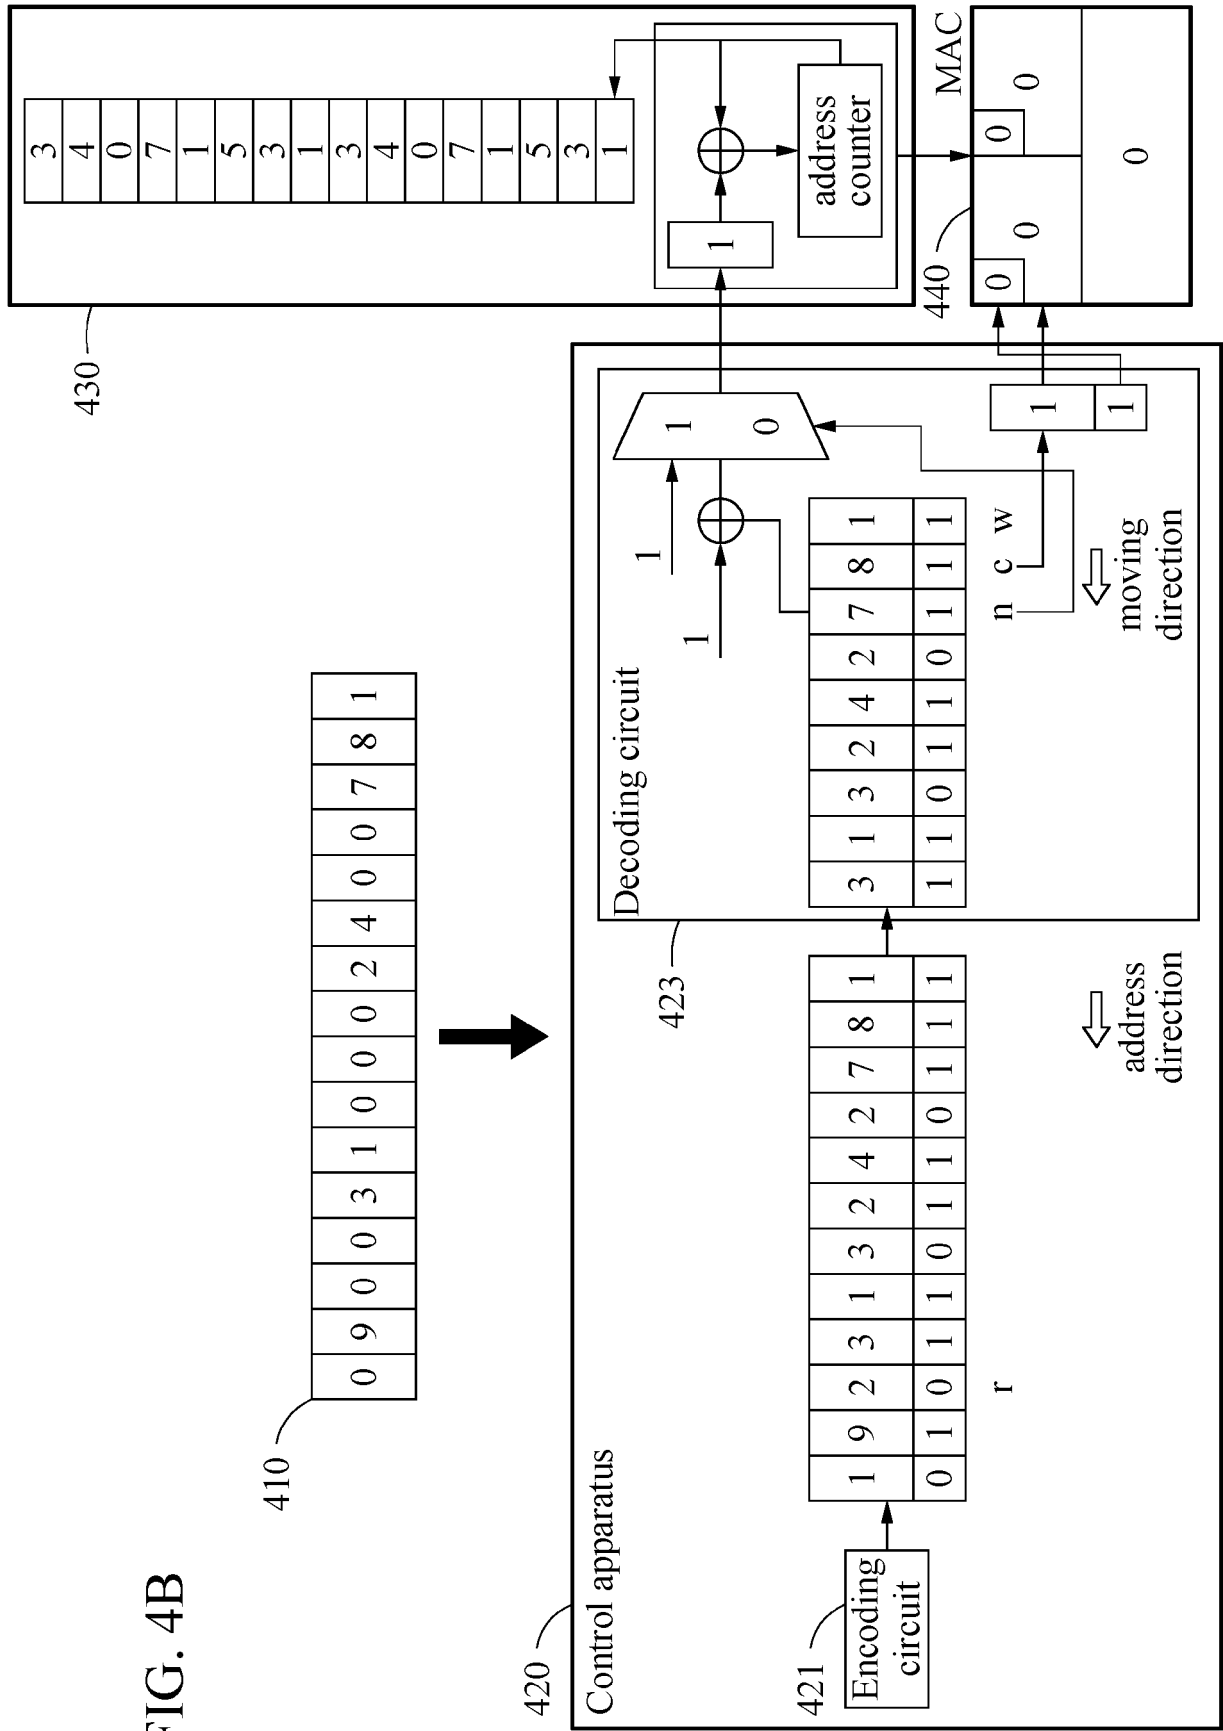 FIG. 4B
410
0 9 0 0 3 1 0 0 0 2 4 0 0 7 8 1
430
3
4
0
7
1
5
3
1
3
4
0
7
1
5
3
1
1
address
counter
420
Control apparatus
421
Encoding
circuit
1 9 2 3 1 3 2 4 2 7 8 1
0 1 0 1 1 0 1 1 0 1 1 1
r
address
direction
423
Decoding circuit
1
1
1
0
3 1 3 2 4 2 7 8 1
1 1 0 1 1 0 1 1 1
n c w
moving
direction
1
1
440
MAC
0
0
0
0
0